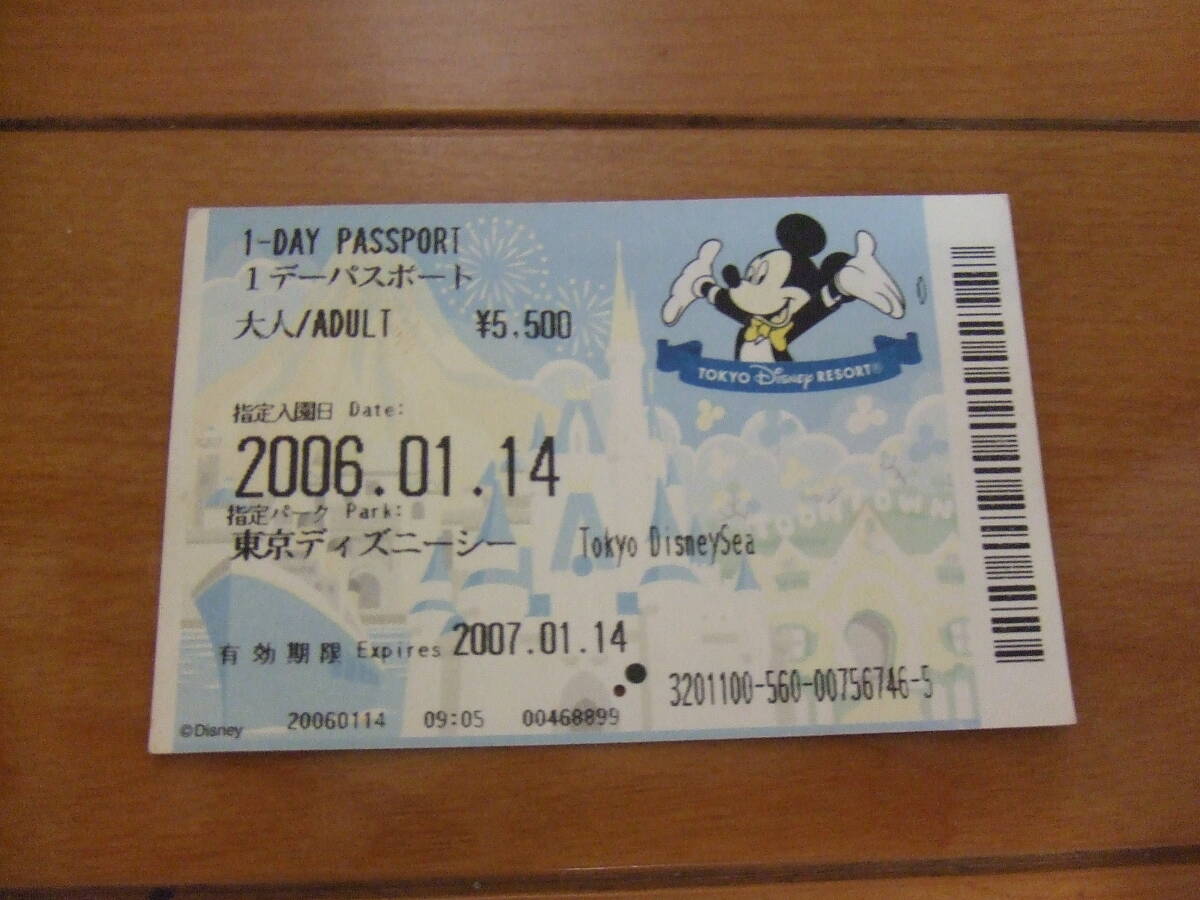 1-DAY PASSPORT
1デーパスポート
大人/ADULT ¥5,500
TOKYO Disney RESORT®
指定入園日 Date:
2006.01.14
指定パーク Park:
東京ディズニーシー Tokyo DisneySea
TOONTOWN
有効期限 Expires 2007.01.14
3201100-560-00756746-5
©Disney 20060114 09:05 00468899
0